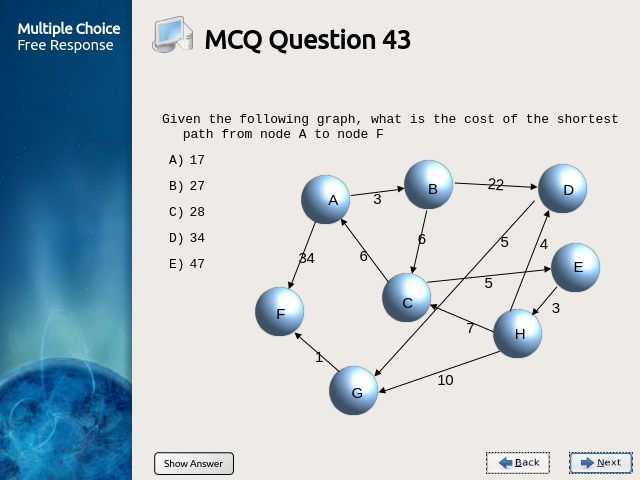 Multiple Choice
Free Response
MCQ Question 43
Given the following graph, what is the cost of the shortest
path from node A to node F
A) 17
B) 27
C) 28
D) 34
E) 47
A
B
D
3
22
6
5
4
34
6
E
5
C
F
3
7
H
1
10
G
Show Answer
Back
Next